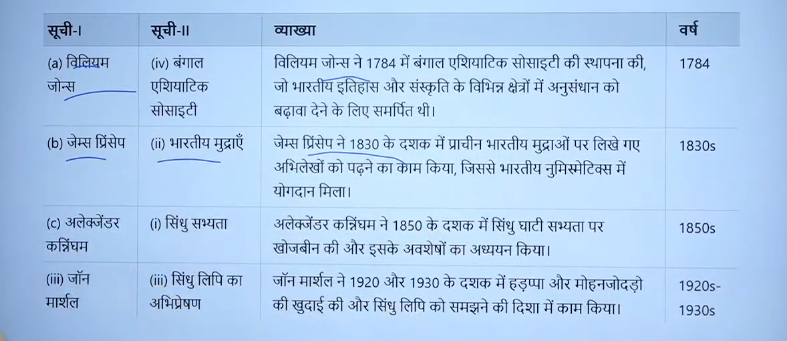 सूची-I सूची-II व्याख्या वर्ष
(a) विलियम जोन्स (iv) बंगाल एशियाटिक सोसाइटी विलियम जोन्स ने 1784 में बंगाल एशियाटिक सोसाइटी की स्थापना की, 1784
जो भारतीय इतिहास और संस्कृति के विभिन्न क्षेत्रों में अनुसंधान को
बढ़ावा देने के लिए समर्पित थी।
(b) जेम्स प्रिंसेप (ii) भारतीय मुद्राएँ जेम्स प्रिंसेप ने 1830 के दशक में प्राचीन भारतीय मुद्राओं पर लिखे गए 1830s
अभिलेखों को पढ़ने का काम किया, जिससे भारतीय नुमिस्मेटिक्स में
योगदान मिला।
(c) अलेक्जेंडर कन्निंघम (i) सिंधु सभ्यता अलेक्जेंडर कन्निंघम ने 1850 के दशक में सिंधु घाटी सभ्यता पर 1850s
खोजबीन की और इसके अवशेषों का अध्ययन किया।
(iii) जॉन मार्शल (iii) सिंधु लिपि का अभिप्रेषण जॉन मार्शल ने 1920 और 1930 के दशक में हड़प्पा और मोहनजोदड़ो 1920s-
की खुदाई की और सिंधु लिपि को समझने की दिशा में काम किया। 1930s